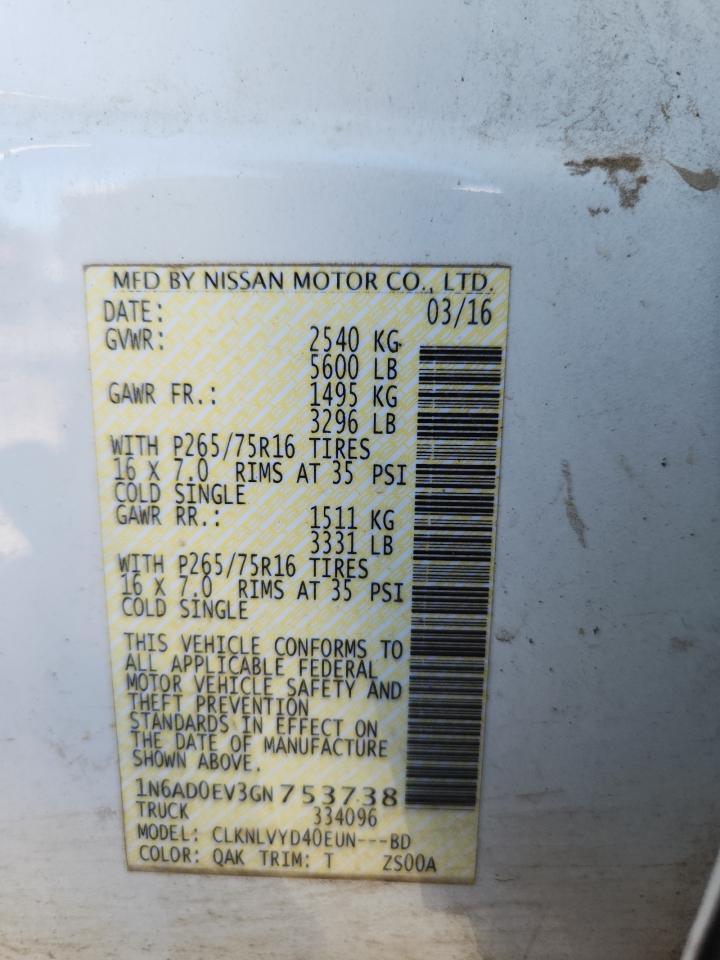 MFD BY NISSAN MOTOR CO., LTD.
DATE: 03/16
GVWR: 2540 KG
5600 LB
GAWR FR.: 1495 KG
3296 LB
WITH P265/75R16 TIRES
16 X 7.0 RIMS AT 35 PSI
COLD SINGLE
GAWR RR.: 1511 KG
3331 LB
WITH P265/75R16 TIRES
16 X 7.0 RIMS AT 35 PSI
COLD SINGLE
THIS VEHICLE CONFORMS TO
ALL APPLICABLE FEDERAL
MOTOR VEHICLE SAFETY AND
THEFT PREVENTION
STANDARDS IN EFFECT ON
THE DATE OF MANUFACTURE
SHOWN ABOVE.
1N6AD0EV3GN753738
TRUCK 334096
MODEL: CLKNLVYD40EUN---BD
COLOR: QAK TRIM: T ZS00A